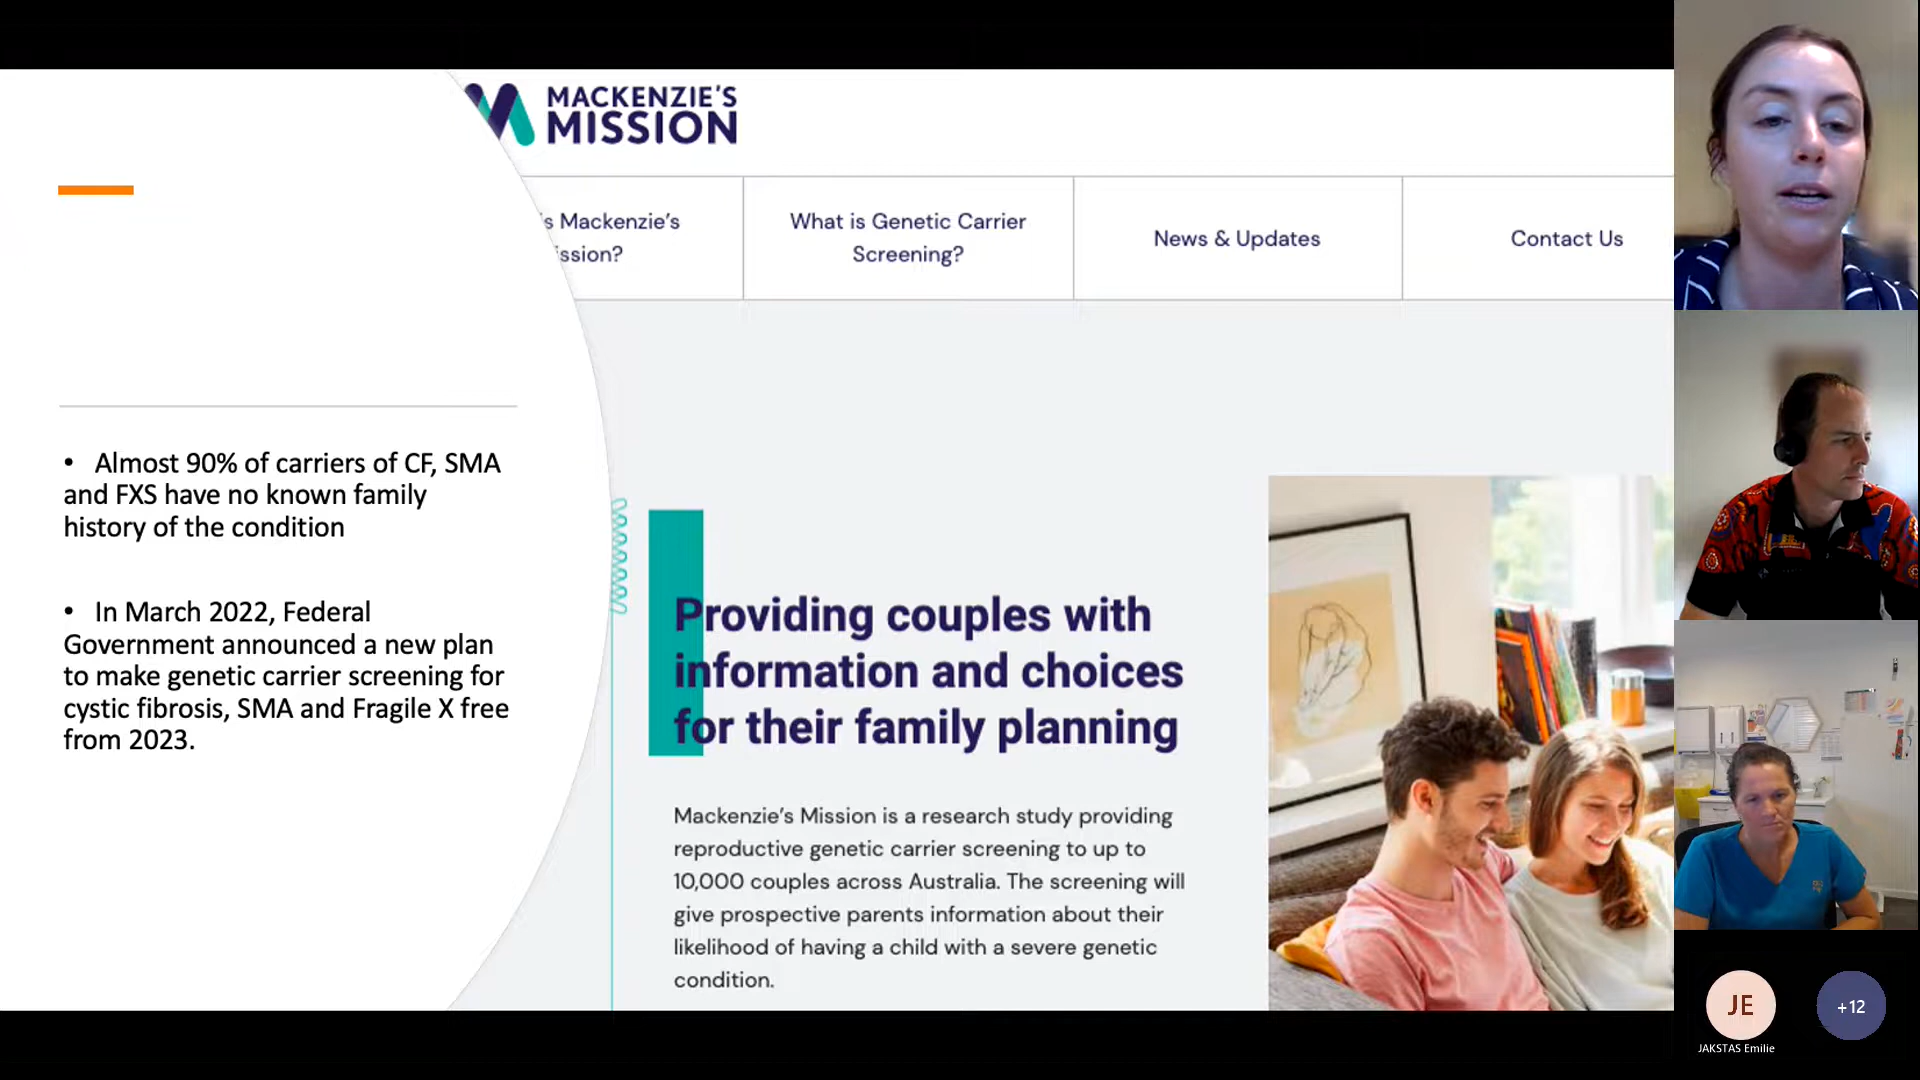 • Almost 90% of carriers of CF, SMA
and FXS have no known family
history of the condition
• In March 2022, Federal
Government announced a new plan
to make genetic carrier screening for
cystic fibrosis, SMA and Fragile X free
from 2023.
MACKENZIE'S
MISSION
s Mackenzie's
ssion?
What is Genetic Carrier
Screening?
News & Updates
Contact Us
Providing couples with
information and choices
for their family planning
Mackenzie's Mission is a research study providing
reproductive genetic carrier screening to up to
10,000 couples across Australia. The screening will
give prospective parents information about their
likelihood of having a child with a severe genetic
condition.
JE
+12
JAKSTAS Emilie